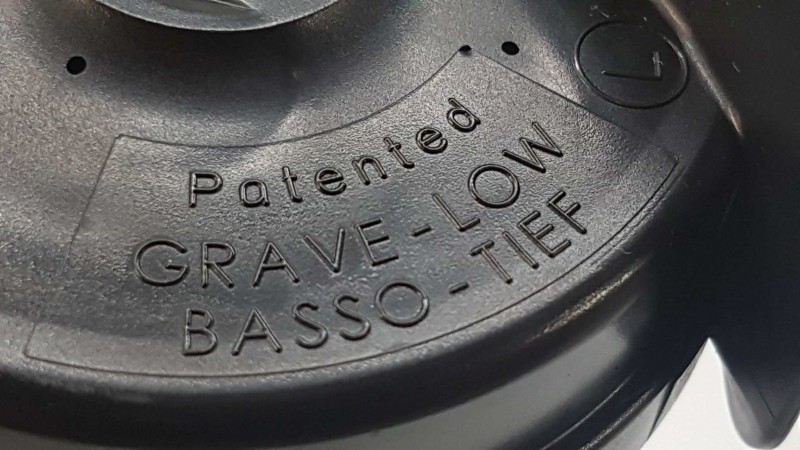 Patented
GRAVE-LOW
BASSO-TIEF
L